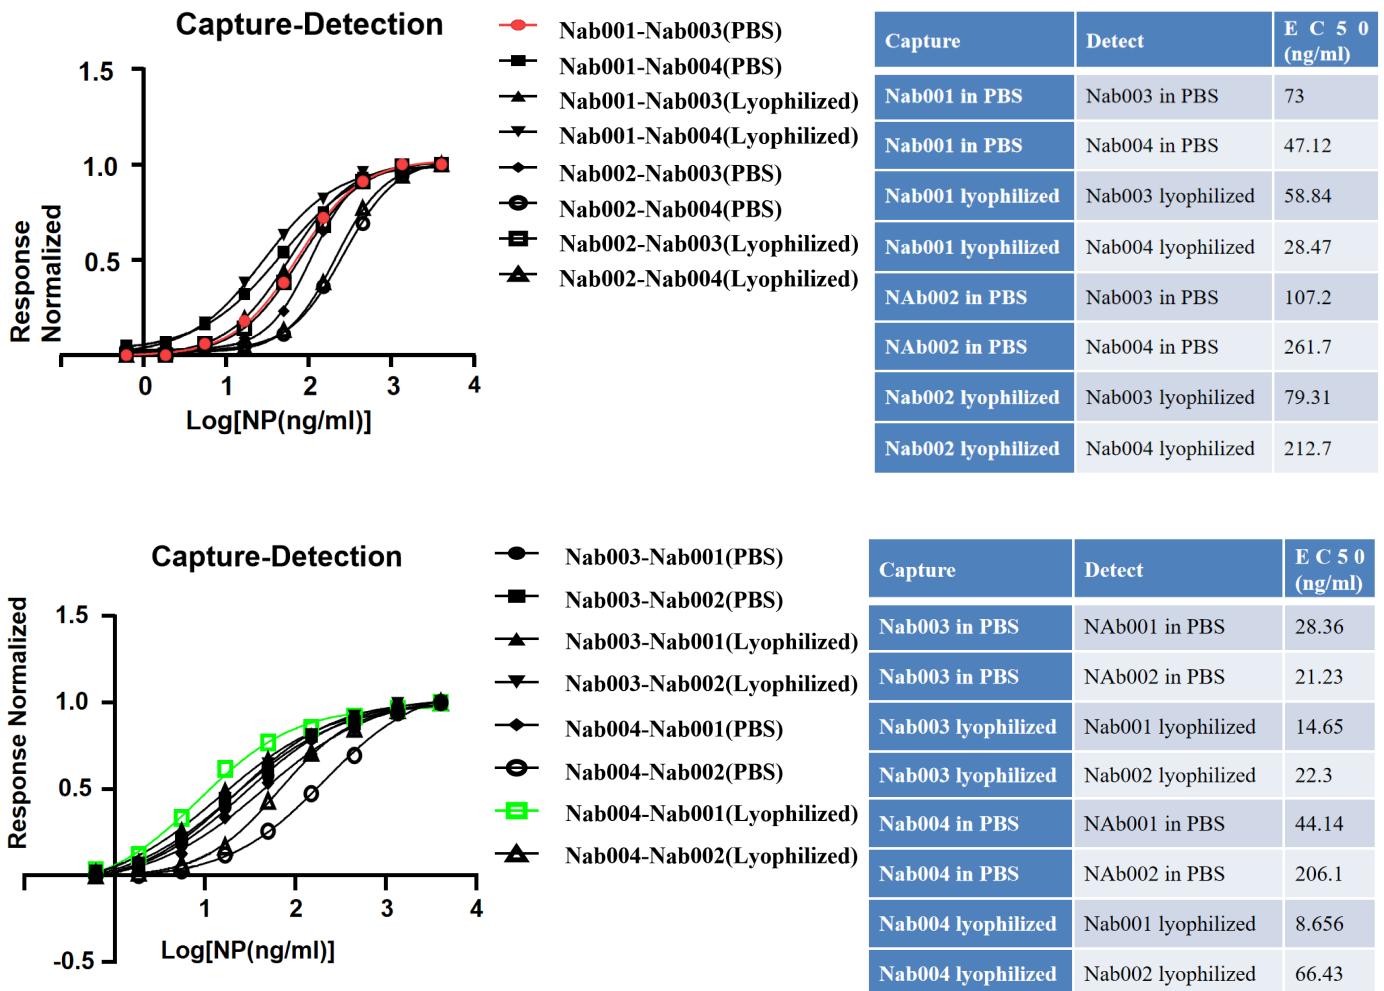 Capture-Detection
1.5
1.0
0.5
0
1
2
3
4
Response
Normalized
Log[NP(ng/ml)]
Nab001-Nab003(PBS)
Nab001-Nab004(PBS)
Nab001-Nab003(Lyophilized)
Nab001-Nab004(Lyophilized)
Nab002-Nab003(PBS)
Nab002-Nab004(PBS)
Nab002-Nab003(Lyophilized)
Nab002-Nab004(Lyophilized)
Capture Detect E C 5 0
(ng/ml)
Nab001 in PBS Nab003 in PBS 73
Nab001 in PBS Nab004 in PBS 47.12
Nab001 lyophilized Nab003 lyophilized 58.84
Nab001 lyophilized Nab004 lyophilized 28.47
NAb002 in PBS Nab003 in PBS 107.2
NAb002 in PBS Nab004 in PBS 261.7
Nab002 lyophilized Nab003 lyophilized 79.31
Nab002 lyophilized Nab004 lyophilized 212.7
Capture-Detection
1.5
1.0
0.5
-0.5
1
2
3
4
Response Normalized
Log[NP(ng/ml)]
Nab003-Nab001(PBS)
Nab003-Nab002(PBS)
Nab003-Nab001(Lyophilized)
Nab003-Nab002(Lyophilized)
Nab004-Nab001(PBS)
Nab004-Nab002(PBS)
Nab004-Nab001(Lyophilized)
Nab004-Nab002(Lyophilized)
Capture Detect E C 5 0
(ng/ml)
Nab003 in PBS NAb001 in PBS 28.36
Nab003 in PBS NAb002 in PBS 21.23
Nab003 lyophilized Nab001 lyophilized 14.65
Nab003 lyophilized Nab002 lyophilized 22.3
Nab004 in PBS NAb001 in PBS 44.14
Nab004 in PBS NAb002 in PBS 206.1
Nab004 lyophilized Nab001 lyophilized 8.656
Nab004 lyophilized Nab002 lyophilized 66.43